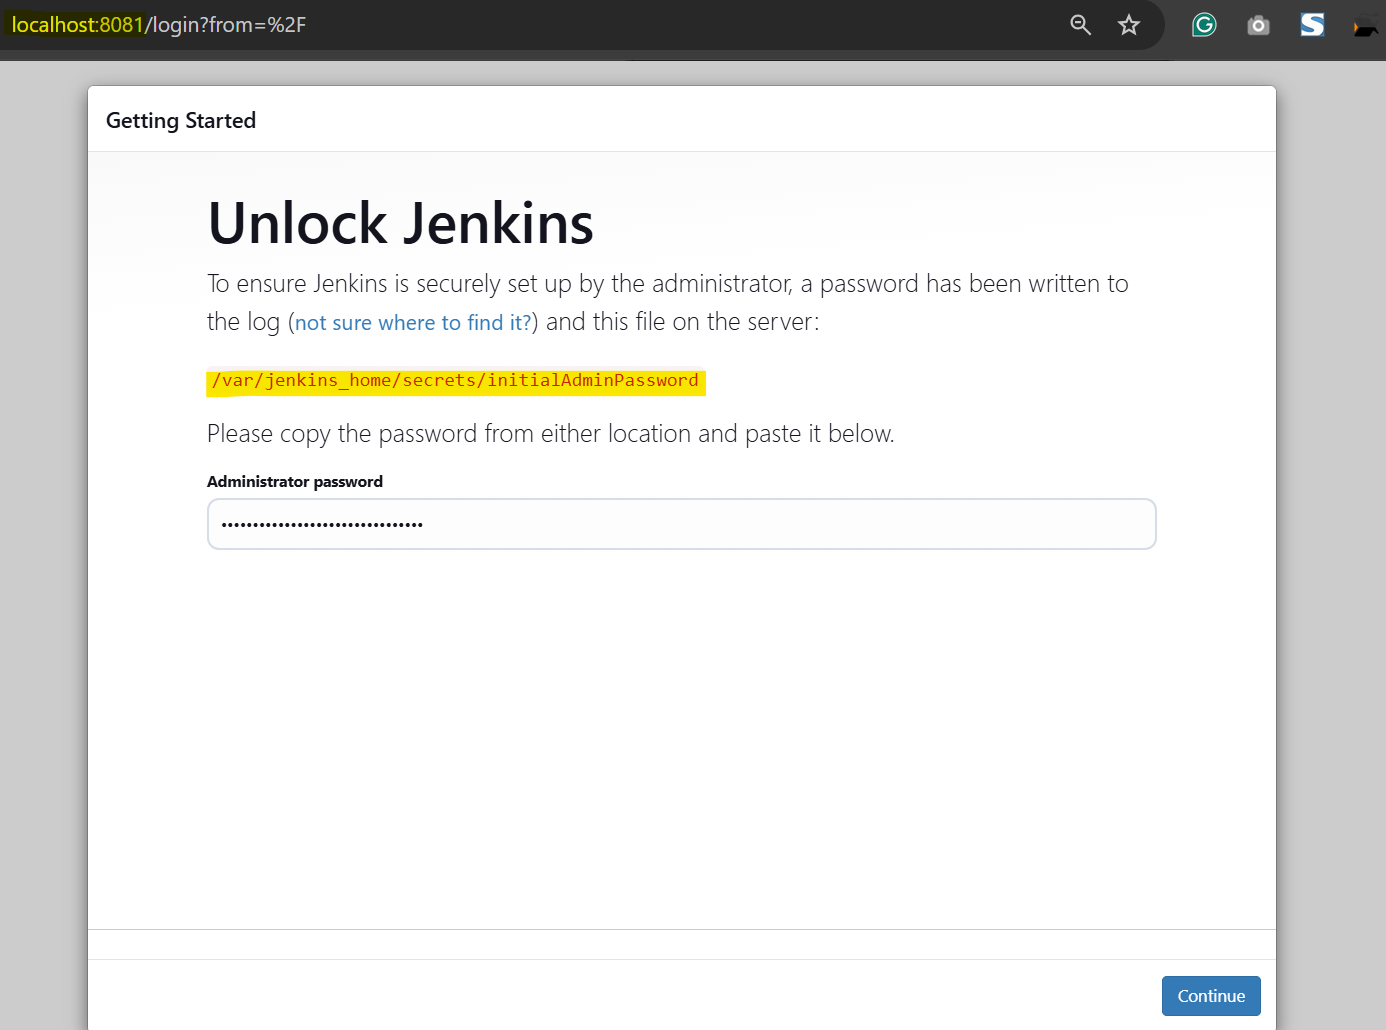 localhost:8081/login?from=%2F
Getting Started
Unlock Jenkins
To ensure Jenkins is securely set up by the administrator, a password has been written to
the log (not sure where to find it?) and this file on the server:
/var/jenkins_home/secrets/initialAdminPassword
Please copy the password from either location and paste it below.
Administrator password
••••••••••••••••••••••••••••••••
Continue